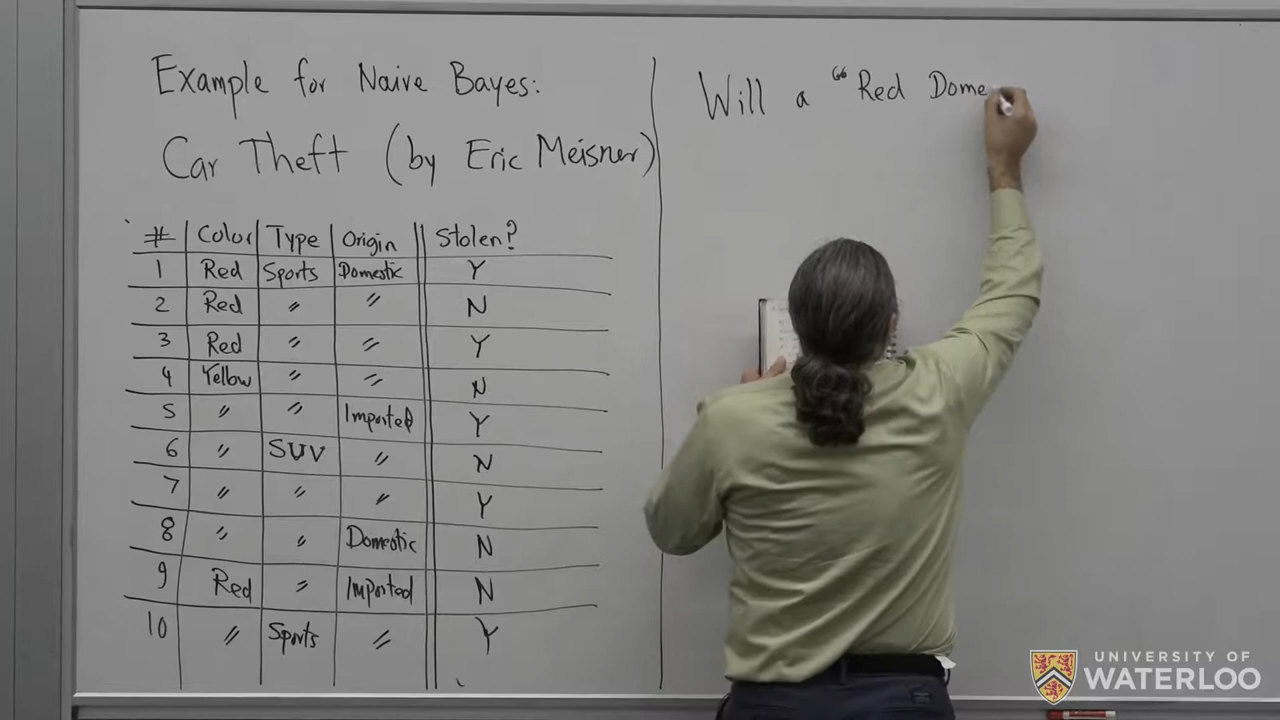 Example for Naive Bayes:
Car Theft (by Eric Meisner)
# Color Type Origin Stolen?
1 Red Sports Domestic Y
2 Red " " N
3 Red " " Y
4 Yellow " " N
5 " " Imported Y
6 " SUV " N
7 " " " Y
8 " " Domestic N
9 Red " Imported N
10 " Sports " Y
Will a "Red Dome
UNIVERSITY OF
WATERLOO